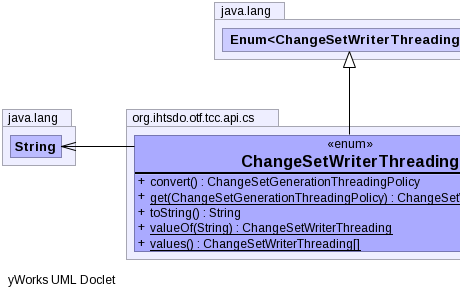 java.lang
Enum<ChangeSetWriterThreading
java.lang
String
org.ihtsdo.otf.tcc.api.cs
«enum»
ChangeSetWriterThreading
+ convert() : ChangeSetGenerationThreadingPolicy
+ get(ChangeSetGenerationThreadingPolicy) : ChangeSet
+ toString() : String
+ valueOf(String) : ChangeSetWriterThreading
+ values() : ChangeSetWriterThreading[]
yWorks UML Doclet